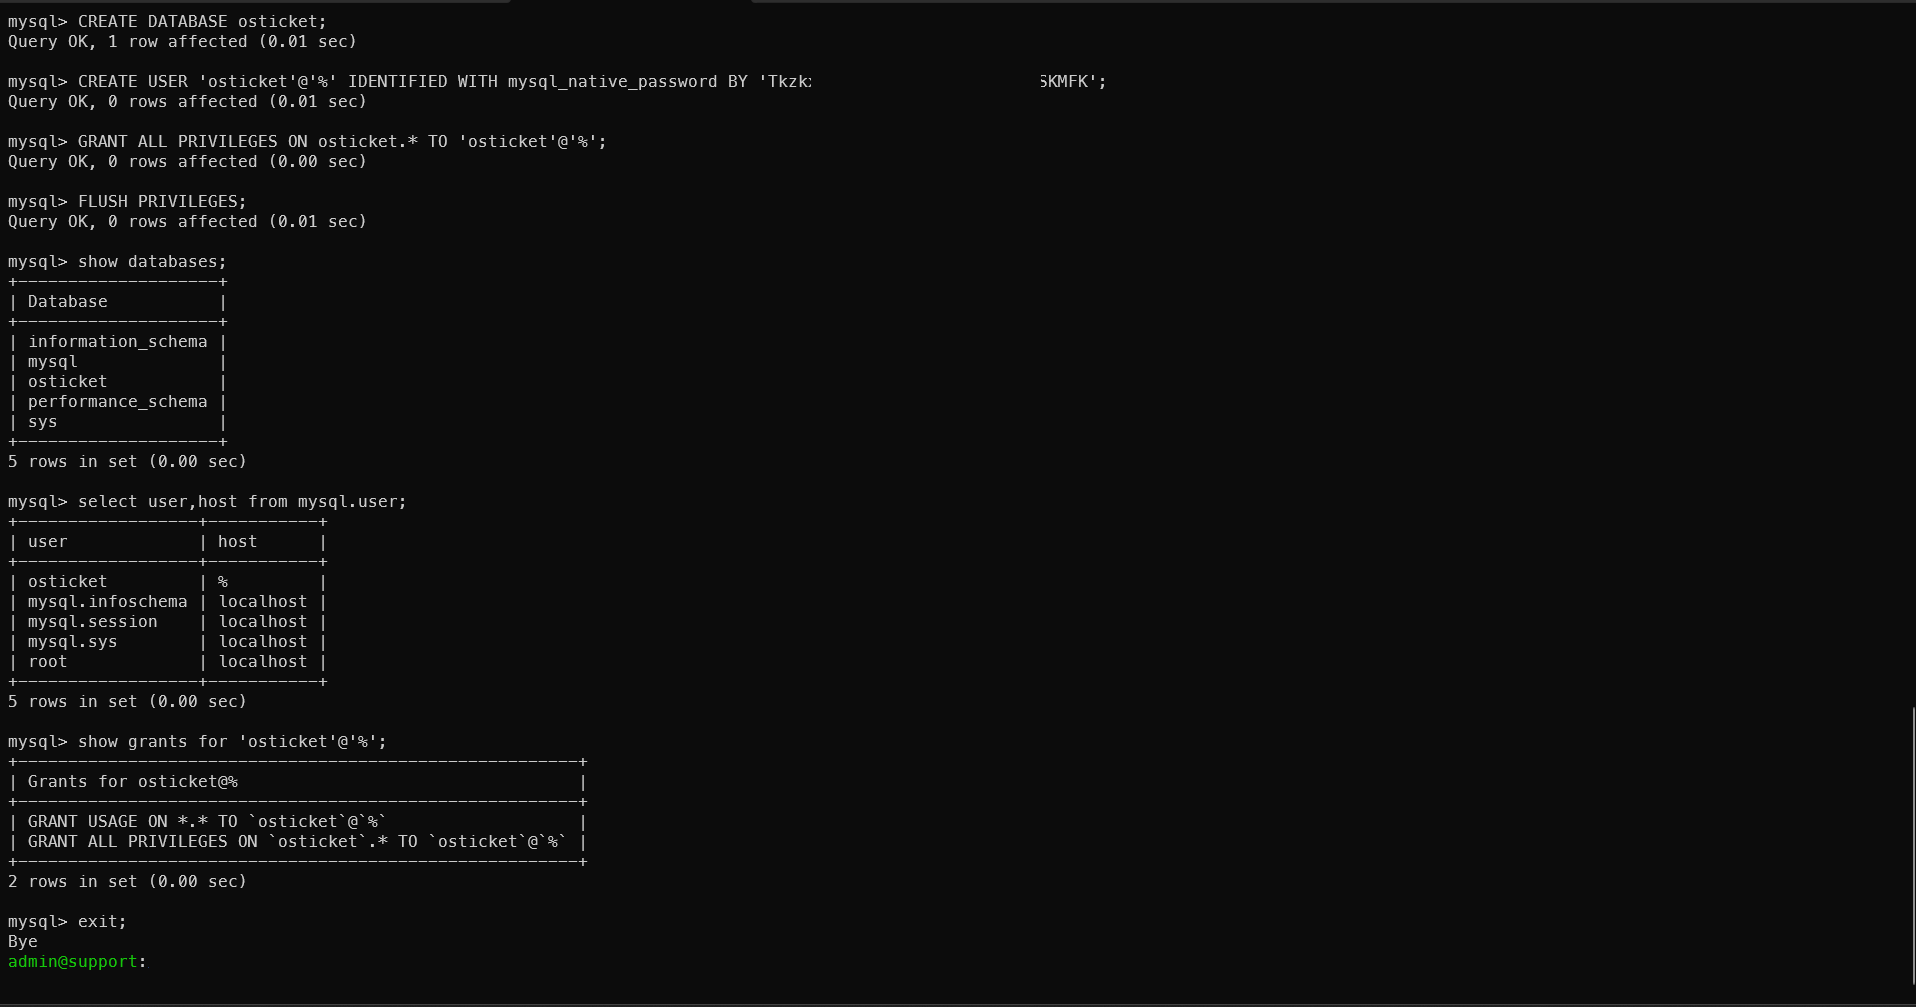 mysql> CREATE DATABASE osticket;
Query OK, 1 row affected (0.01 sec)
mysql> CREATE USER 'osticket'@'%' IDENTIFIED WITH mysql_native_password BY 'Tkzk SKMFK';
Query OK, 0 rows affected (0.01 sec)
mysql> GRANT ALL PRIVILEGES ON osticket.* TO 'osticket'@'%';
Query OK, 0 rows affected (0.00 sec)
mysql> FLUSH PRIVILEGES;
Query OK, 0 rows affected (0.01 sec)
mysql> show databases;
+--------------------+
| Database           |
+--------------------+
| information_schema |
| mysql              |
| osticket           |
| performance_schema |
| sys                |
+--------------------+
5 rows in set (0.00 sec)
mysql> select user,host from mysql.user;
+------------------+-----------+
| user             | host      |
+------------------+-----------+
| osticket         | %         |
| mysql.infoschema | localhost |
| mysql.session    | localhost |
| mysql.sys        | localhost |
| root             | localhost |
+------------------+-----------+
5 rows in set (0.00 sec)
mysql> show grants for 'osticket'@'%';
+--------------------------------------------------------+
| Grants for osticket@%                                  |
+--------------------------------------------------------+
| GRANT USAGE ON *.* TO `osticket`@`%`                   |
| GRANT ALL PRIVILEGES ON `osticket`.* TO `osticket`@`%` |
+--------------------------------------------------------+
2 rows in set (0.00 sec)
mysql> exit;
Bye
admin@support: